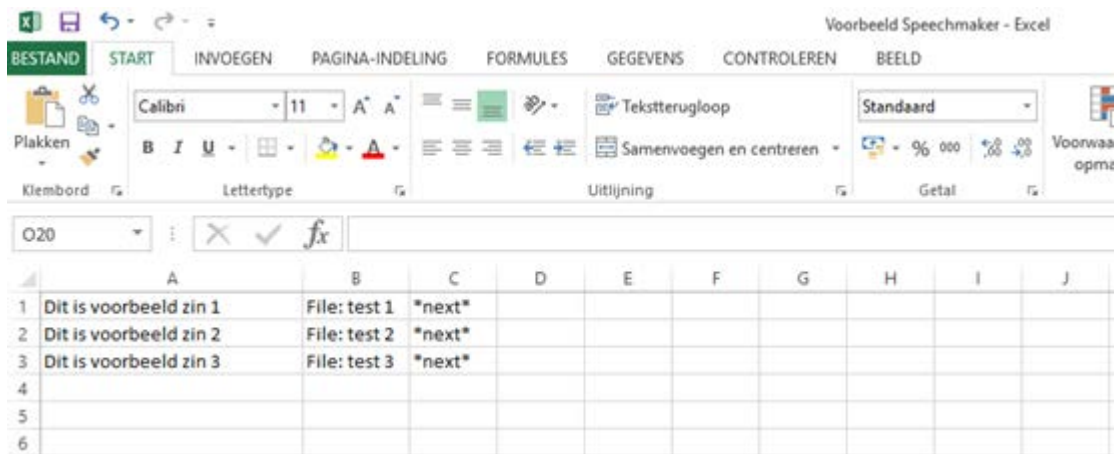 Voorbeeld Speechmaker - Excel
BESTAND START INVOEGEN PAGINA-INDELING FORMULES GEGEVENS CONTROLEREN BEELD
Calibri 11 A A Tekstterugloop Standaard
Plakken B I U A Samenvoegen en centreren % 000 Voorwaa
opma
Klembord Lettertype Uitlijning Getal
O20 fx
A B C D E F G H I J
1 Dit is voorbeeld zin 1 File: test 1 *next*
2 Dit is voorbeeld zin 2 File: test 2 *next*
3 Dit is voorbeeld zin 3 File: test 3 *next*
4
5
6